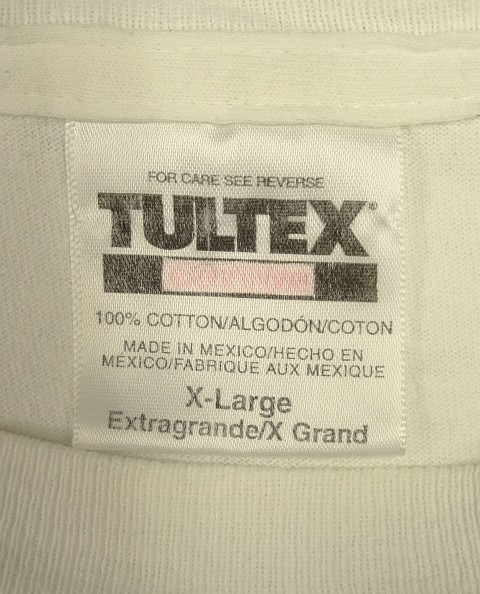 FOR CARE SEE REVERSE
TULTEX®
100% COTTON/ALGODÓN/COTON
MADE IN MEXICO/HECHO EN
MÉXICO/FABRIQUE AUX MEXIQUE
X-Large
Extragrande/X Grand